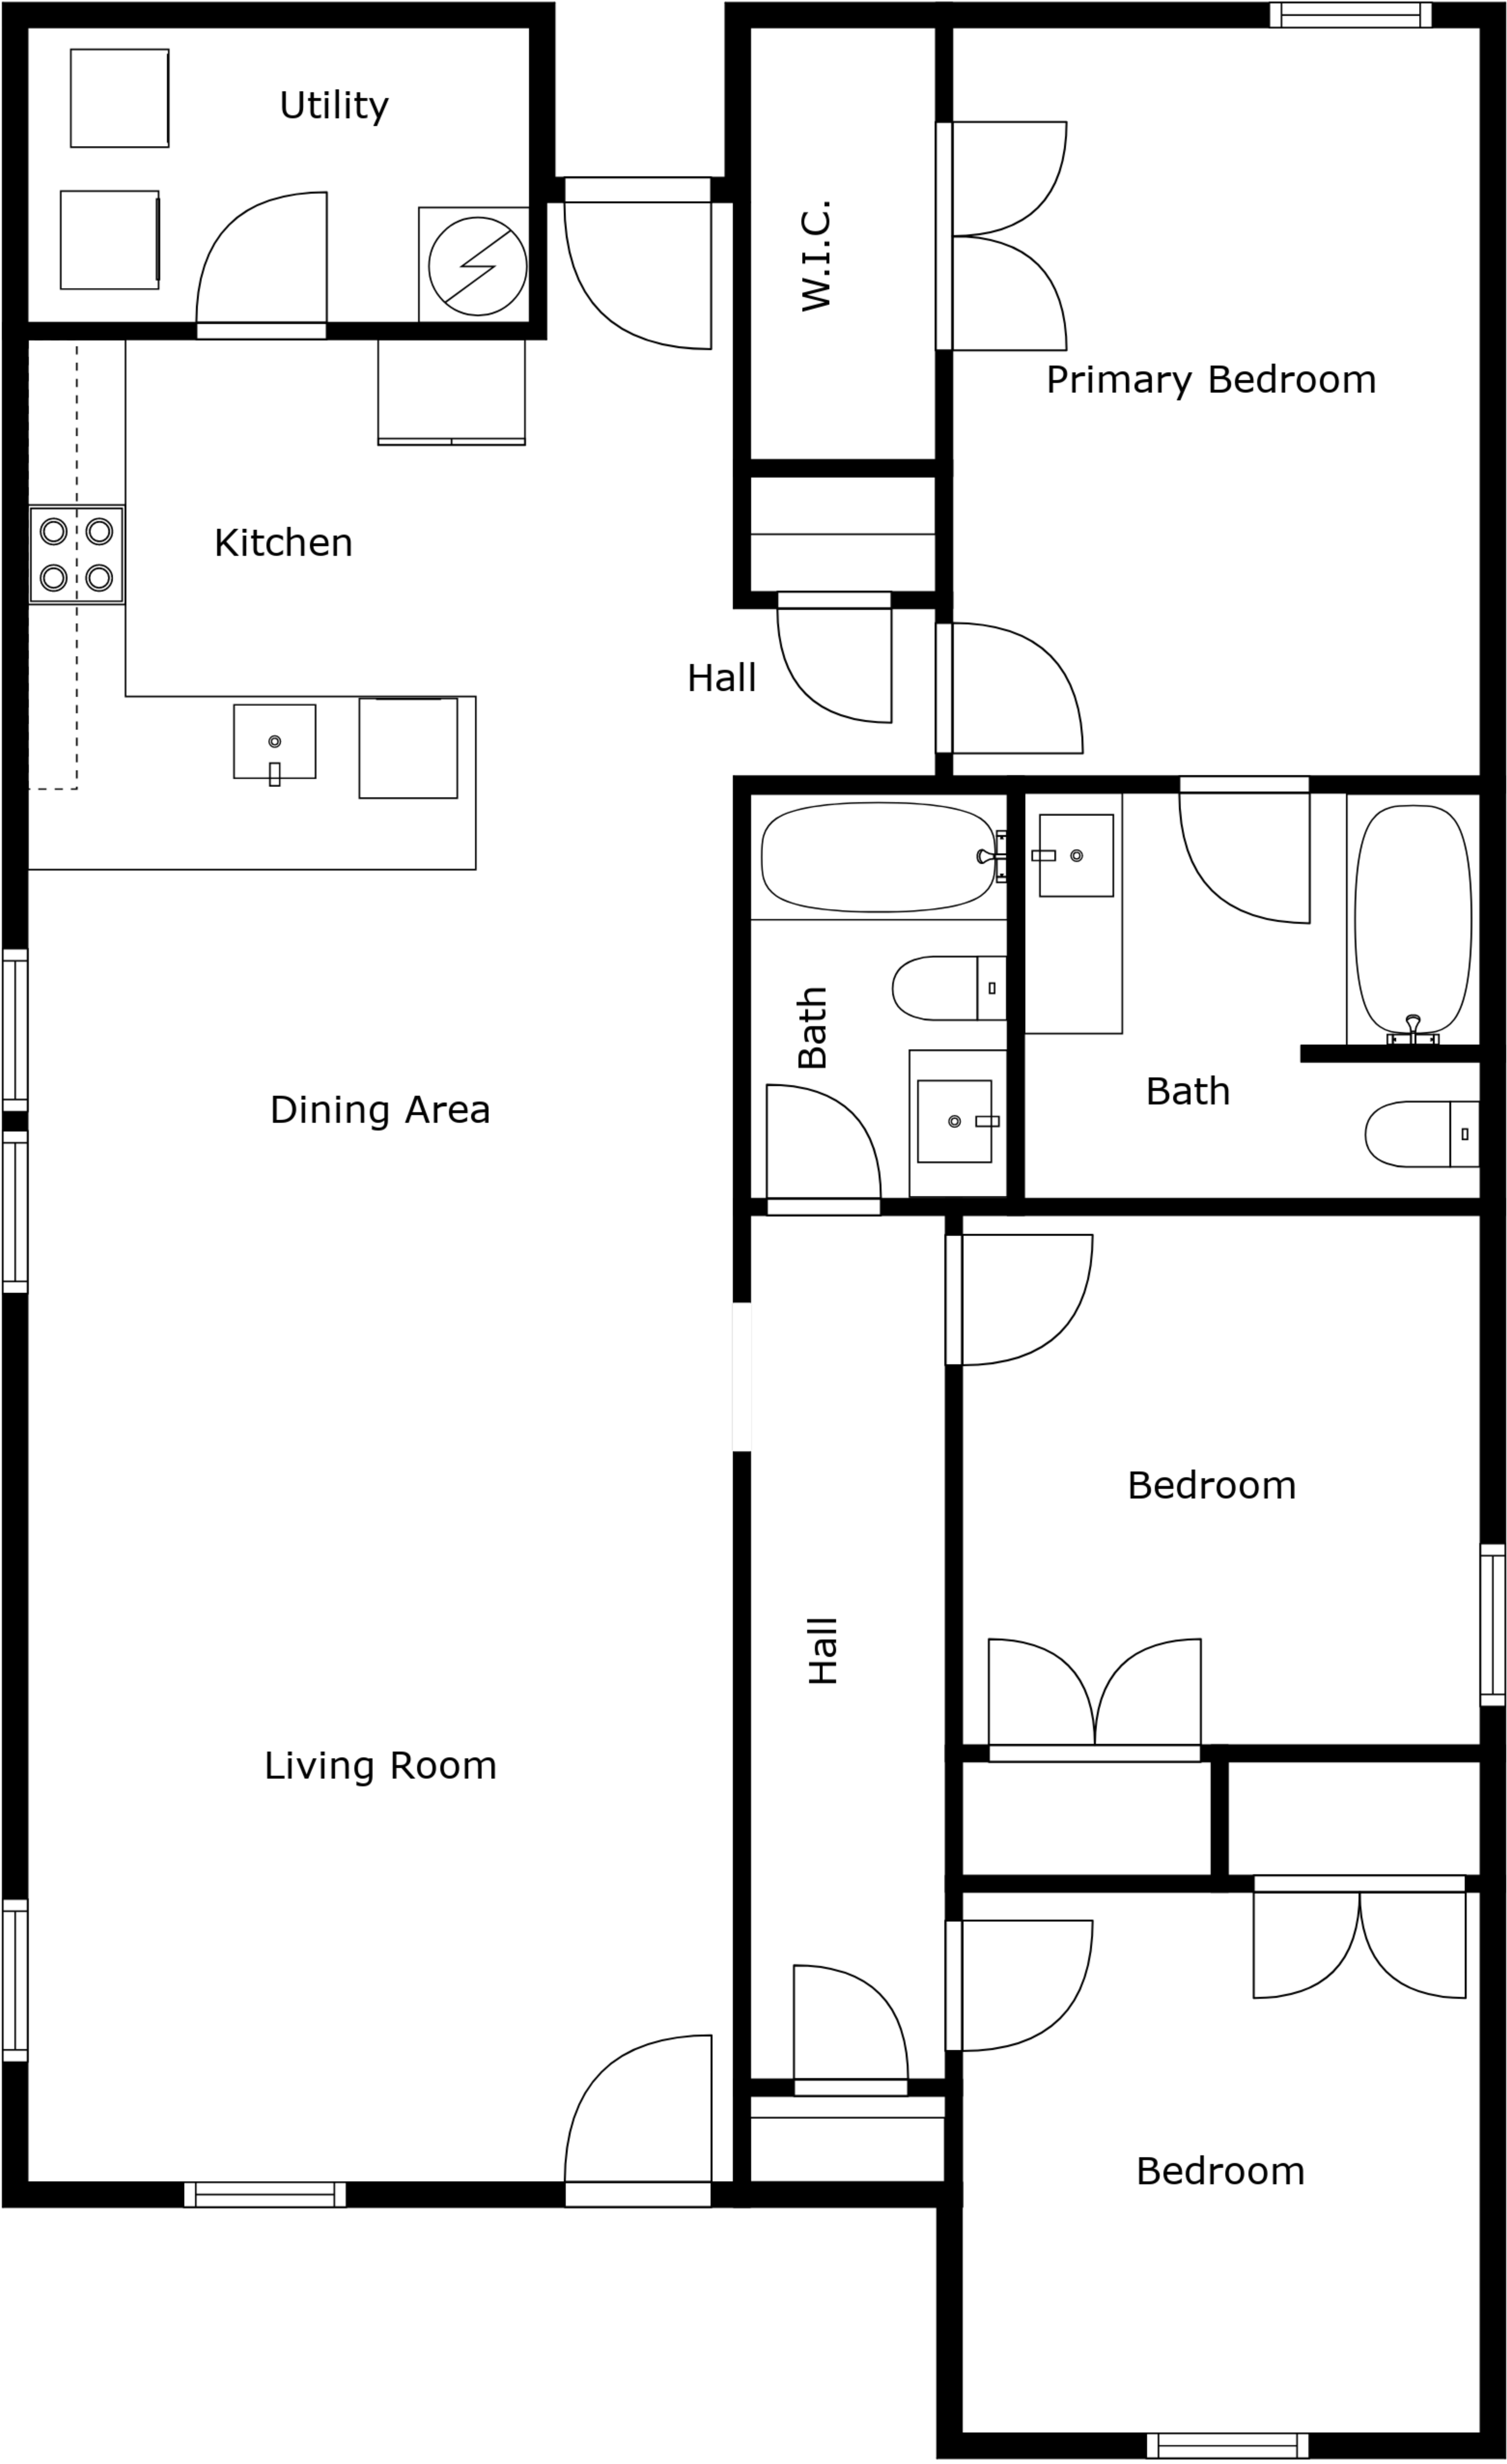 Utility
W.I.C.
Primary Bedroom
Kitchen
Hall
Bath
Bath
Dining Area
Bedroom
Hall
Living Room
Bedroom